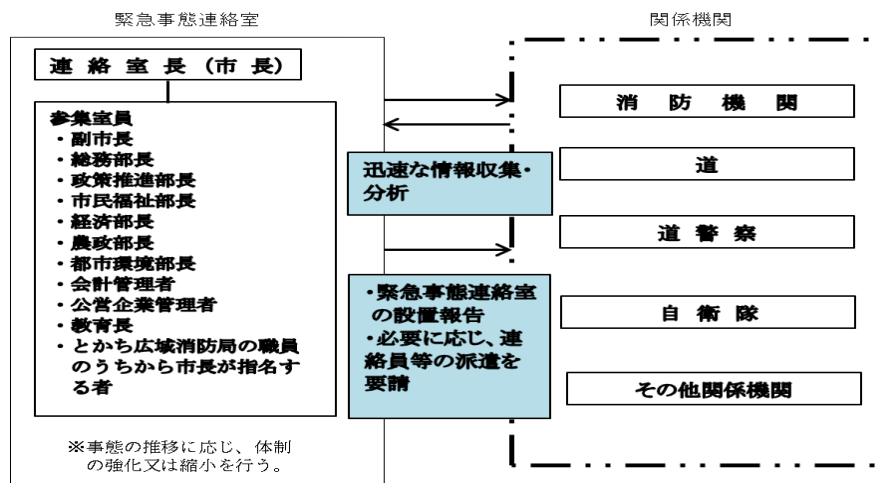 緊急事態連絡室
連絡室長（市長）
参集室員
・副市長
・総務部長
・政策推進部長
・市民福祉部長
・経済部長
・農政部長
・都市環境部長
・会計管理者
・公営企業管理者
・教育長
・とかち広域消防局の職員
のうちから市長が指名す
る者
※事態の推移に応じ、体制
の強化又は縮小を行う。
迅速な情報収集・
分析
・緊急事態連絡室
の設置報告
・必要に応じ、連
絡員等の派遣を
要請
関係機関
消防機関
道
道警察
自衛隊
その他関係機関